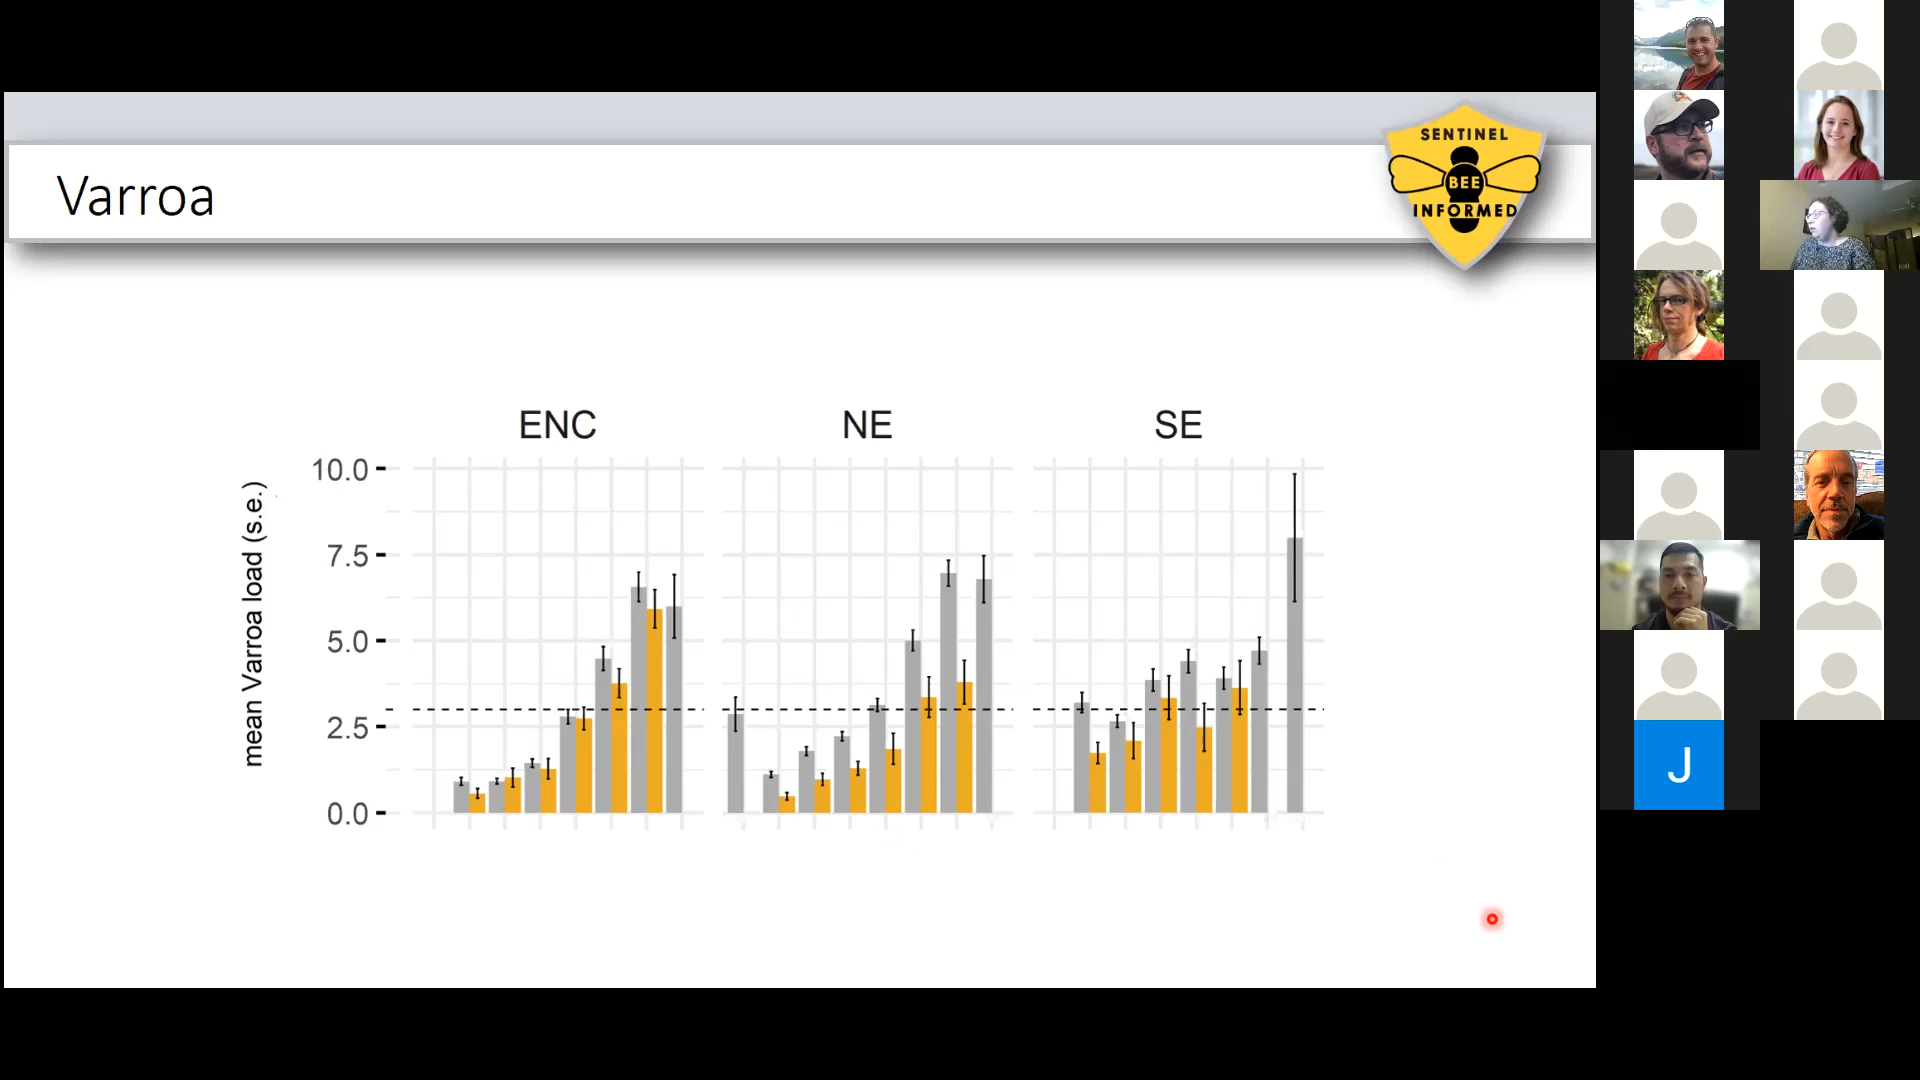 Varroa
SENTINEL
BEE
INFORMED
ENC NE SE
mean Varroa load (s.e.)
10.0
7.5
5.0
2.5
0.0
J